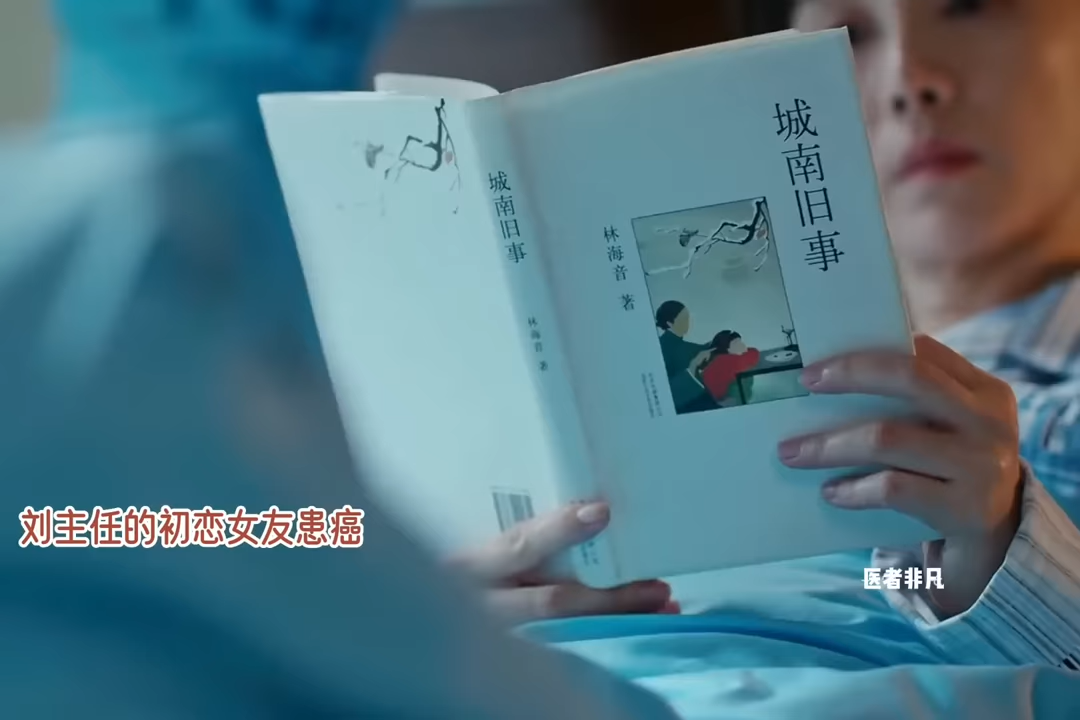 城南旧事
林海音 著
城南旧事
林海音 著
刘主任的初恋女友患癌
医者非凡